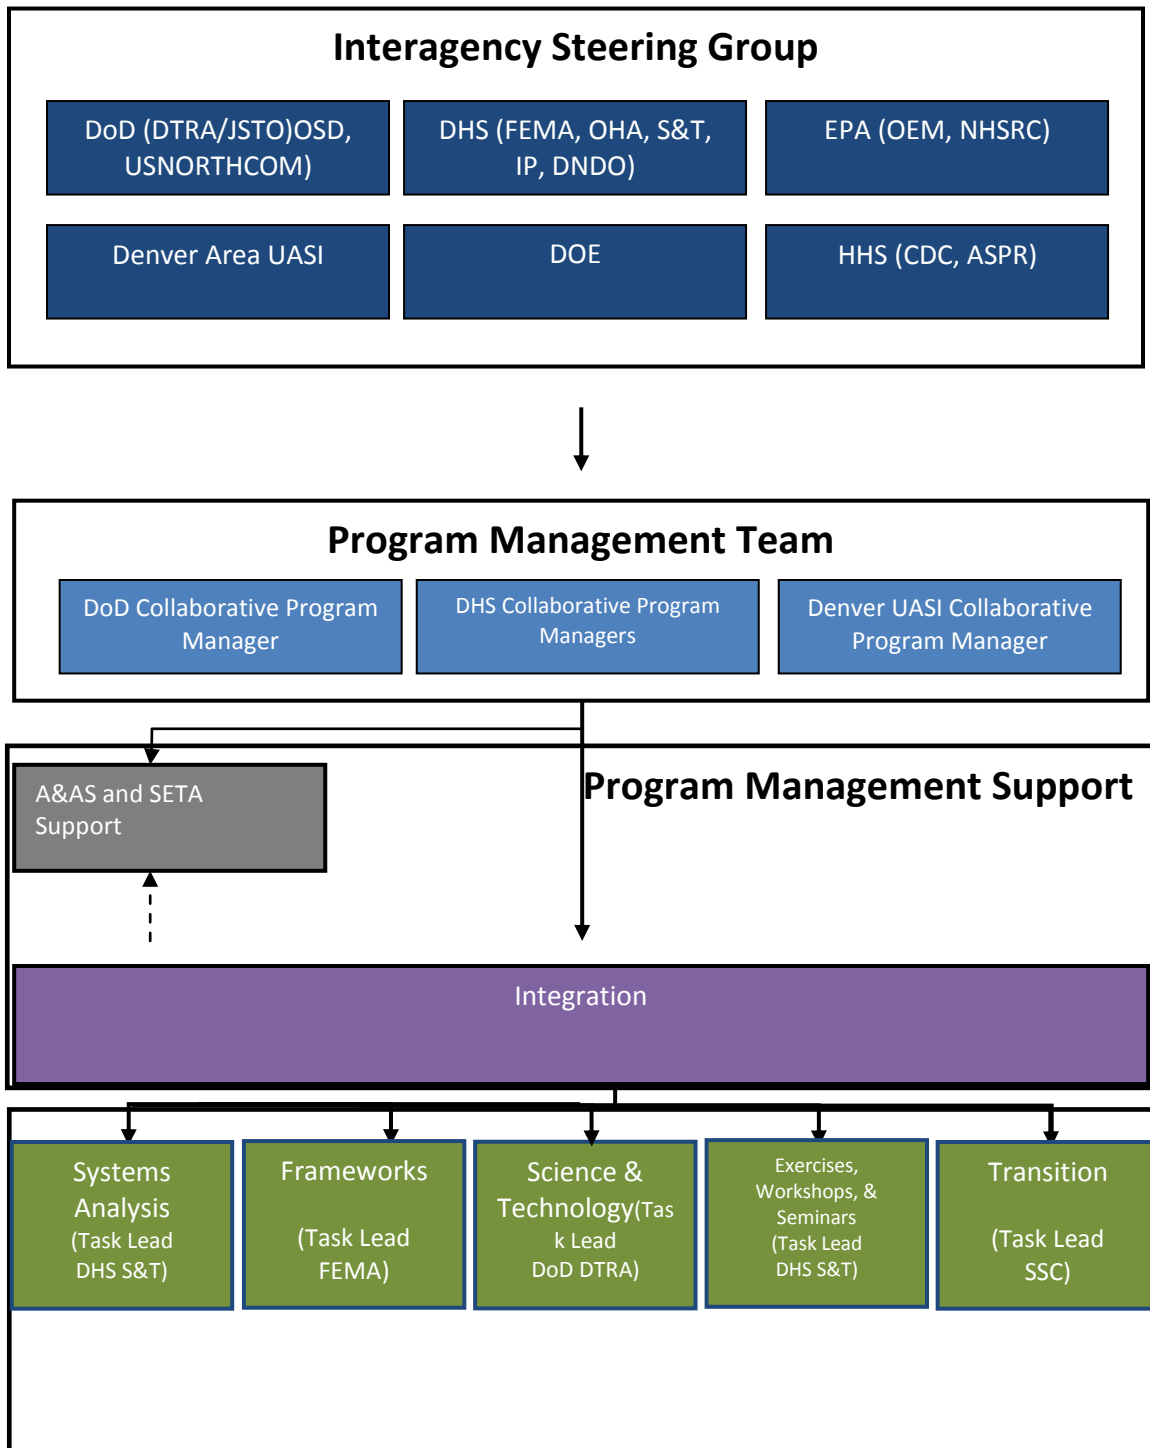 Interagency Steering Group
DoD (DTRA/JSTO)OSD,
USNORTHCOM)
DHS (FEMA, OHA, S&T,
IP, DNDO)
EPA (OEM, NHSRC)
Denver Area UASI
DOE
HHS (CDC, ASPR)
Program Management Team
DoD Collaborative Program
Manager
DHS Collaborative Program
Managers
Denver UASI Collaborative
Program Manager
A&AS and SETA
Support
Program Management Support
Integration
Systems
Analysis
(Task Lead
DHS S&T)
Frameworks
(Task Lead
FEMA)
Science &
Technology(Tas
k Lead
DoD DTRA)
Exercises,
Workshops, &
Seminars
(Task Lead
DHS S&T)
Transition
(Task Lead
SSC)